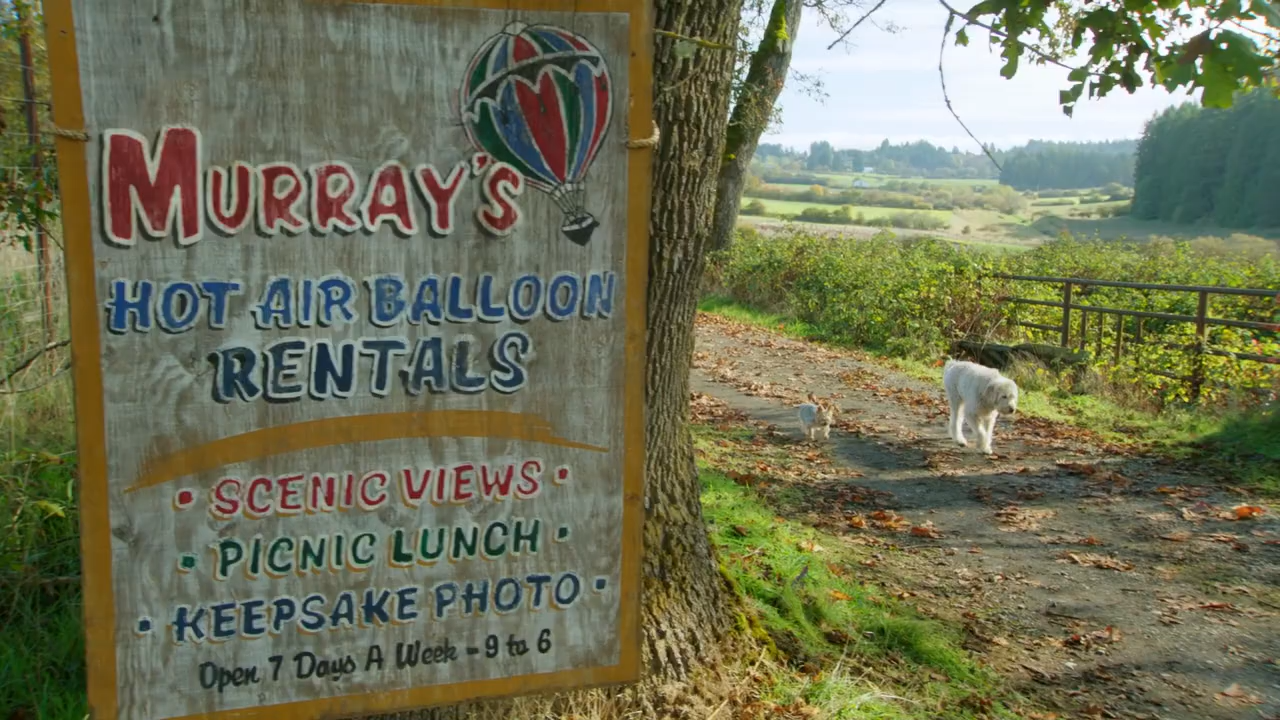 MURRAY'S
HOT AIR BALLOON
RENTALS
• SCENIC VIEWS •
• PICNIC LUNCH •
• KEEPSAKE PHOTO •
Open 7 Days A Week - 9 to 6